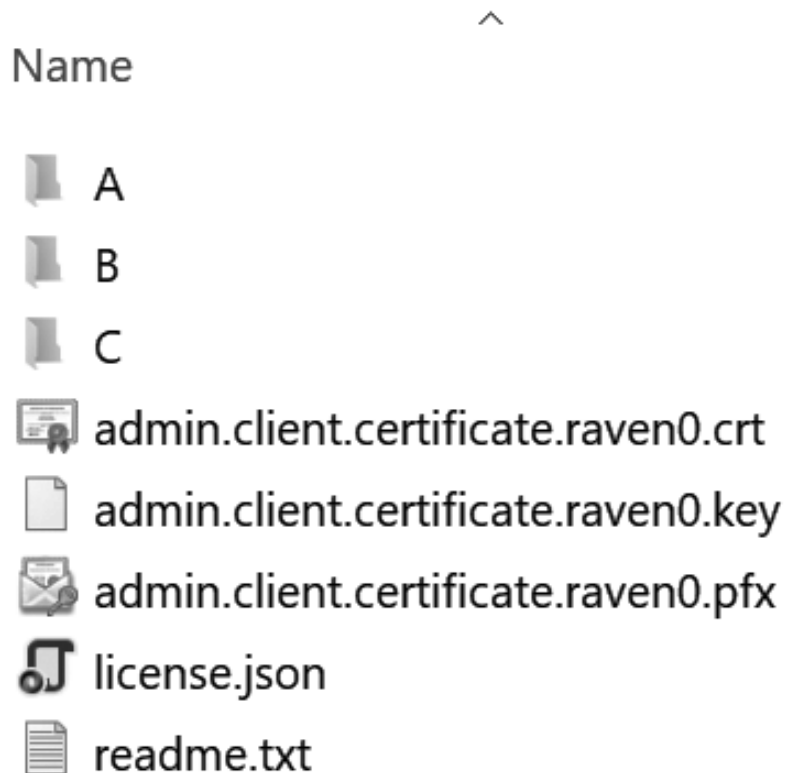 Name
A
B
C
admin.client.certificate.raven0.crt
admin.client.certificate.raven0.key
admin.client.certificate.raven0.pfx
license.json
readme.txt